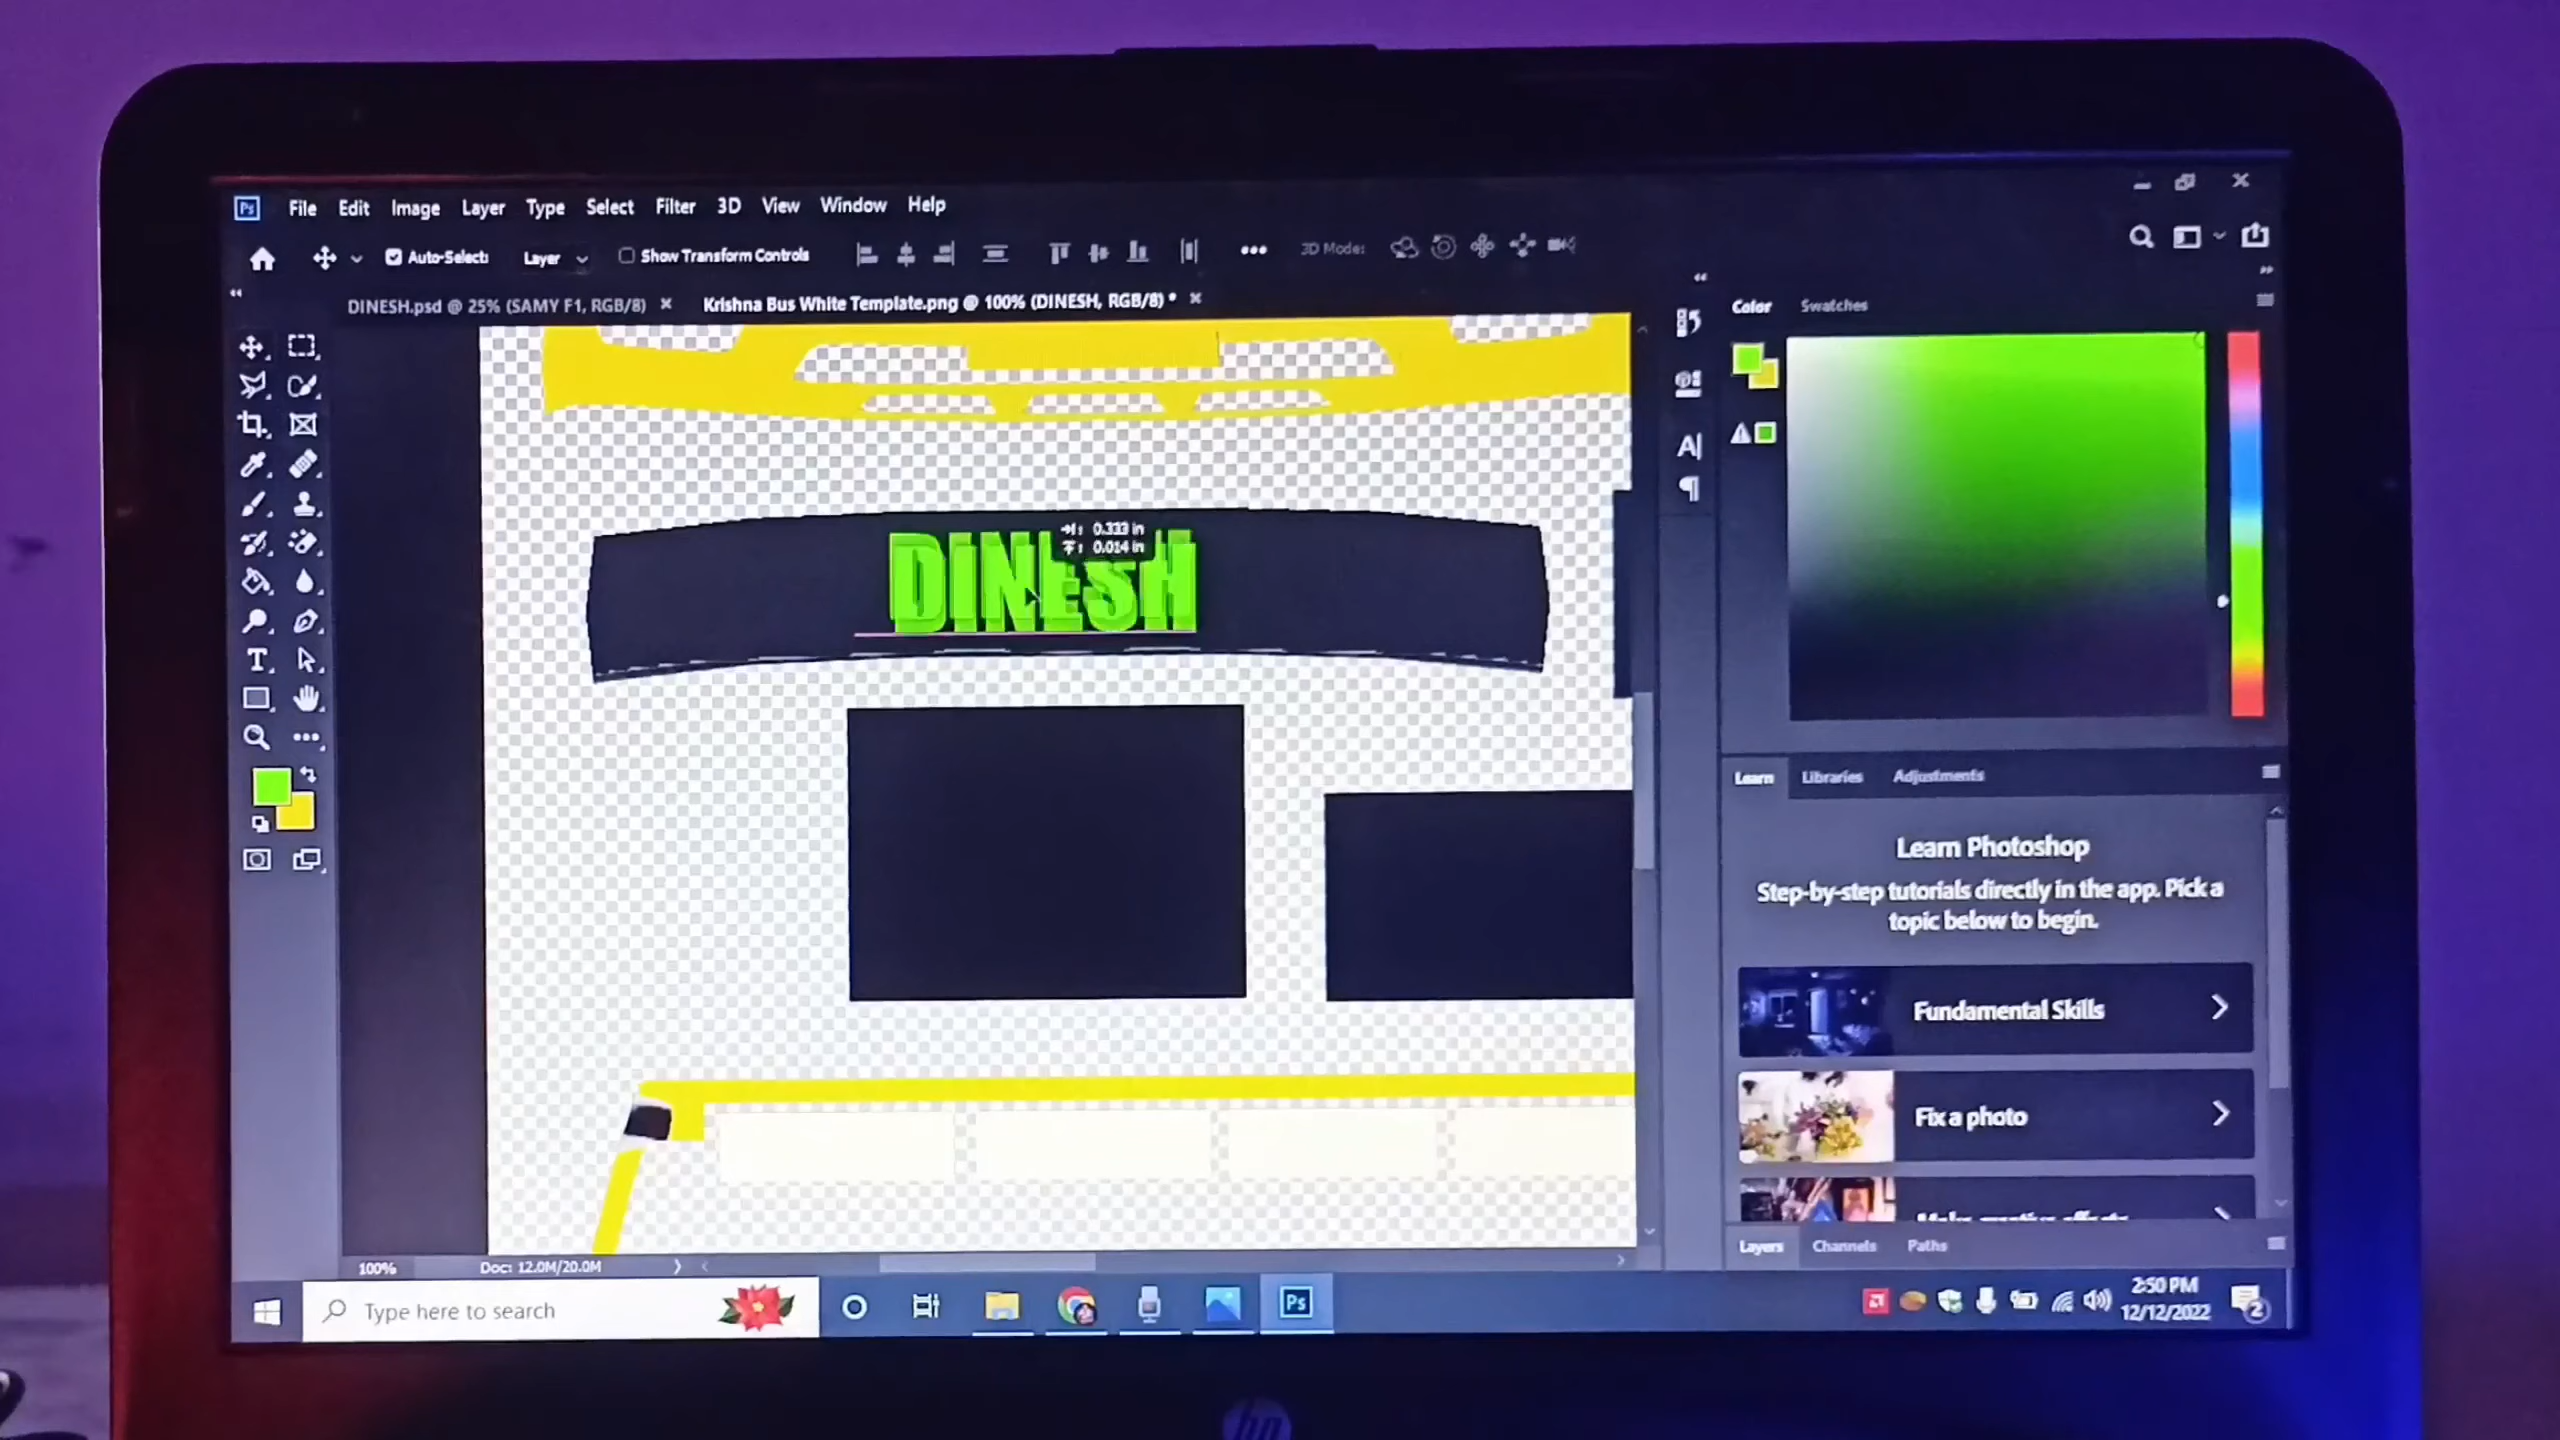 Ps File Edit Image Layer Type Select Filter 3D View Window Help
Auto-Select: Layer Show Transform Controls 3D Mode:
DINESH.psd @ 25% (SAMY F1, RGB/8) × Krishna Bus White Template.png @ 100% (DINESH, RGB/8) * ×
Color Swatches
DINESH
0.333 in
0.014 in
Learn Libraries Adjustments
Learn Photoshop
Step-by-step tutorials directly in the app. Pick a
topic below to begin.
Fundamental Skills
Fix a photo
Layers Channels Paths
100% Doc: 12.0M/20.0M
Type here to search
Ps
2:50 PM
12/12/2022
2
hp